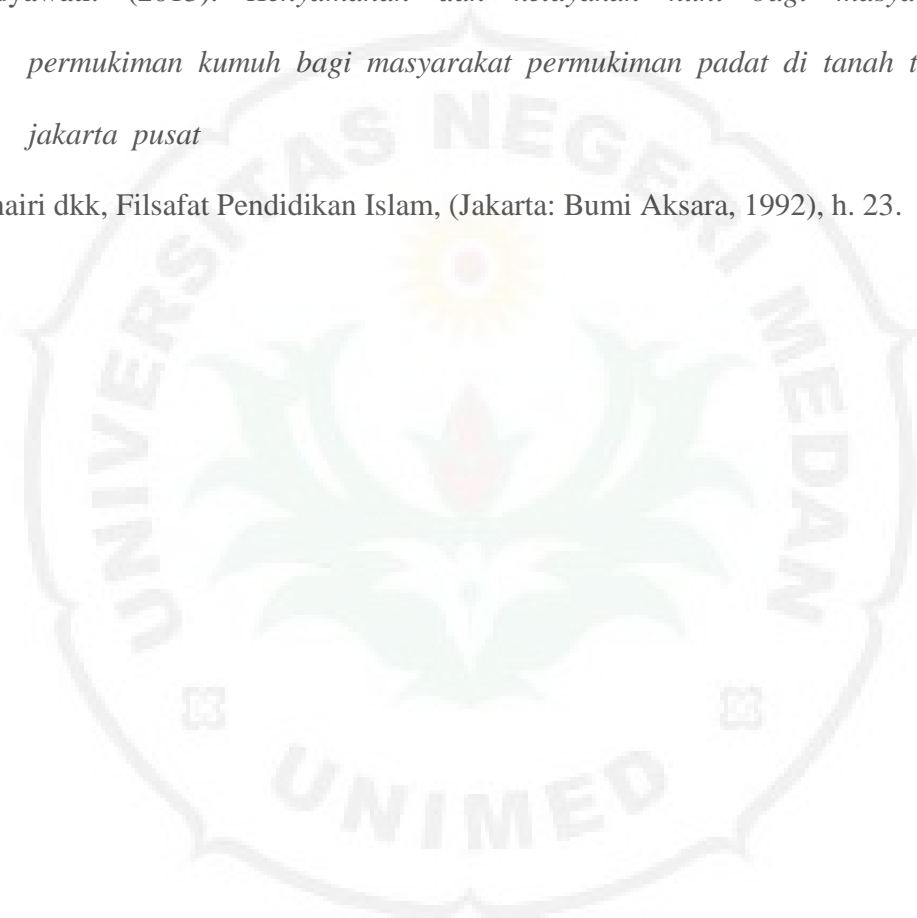 permukiman kumuh bagi masyarakat permukiman padat di tanah t
jakarta pusat
nairi dkk, Filsafat Pendidikan Islam, (Jakarta: Bumi Aksara, 1992), h. 23.
UNIVERSITAS NEGERI MEDAN
UNIMED